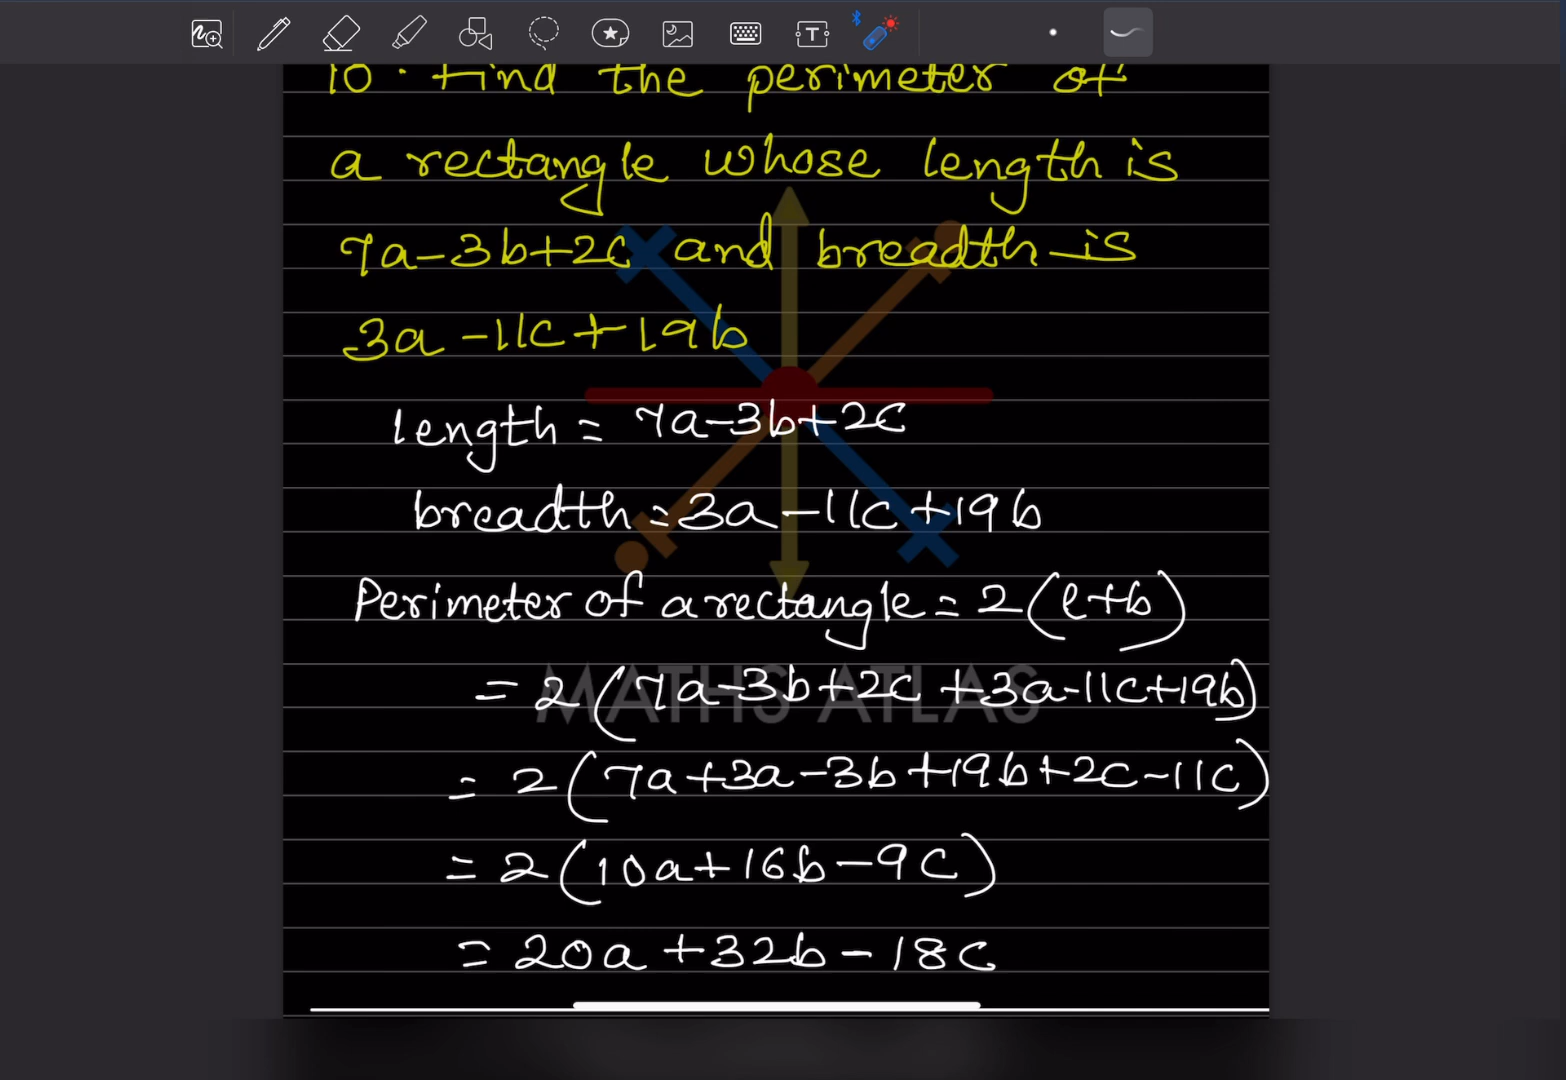 10. Find the perimeter of
a rectangle whose length is
7a-3b+2c and breadth is
3a-11c+19b
length = 7a-3b+2c
breadth = 3a-11c+19b
Perimeter of a rectangle = 2(l+b)
= 2(7a-3b+2c+3a-11c+19b)
= 2(7a+3a-3b+19b+2c-11c)
= 2(10a+16b-9c)
= 20a+32b-18c
MATHS ATLAS